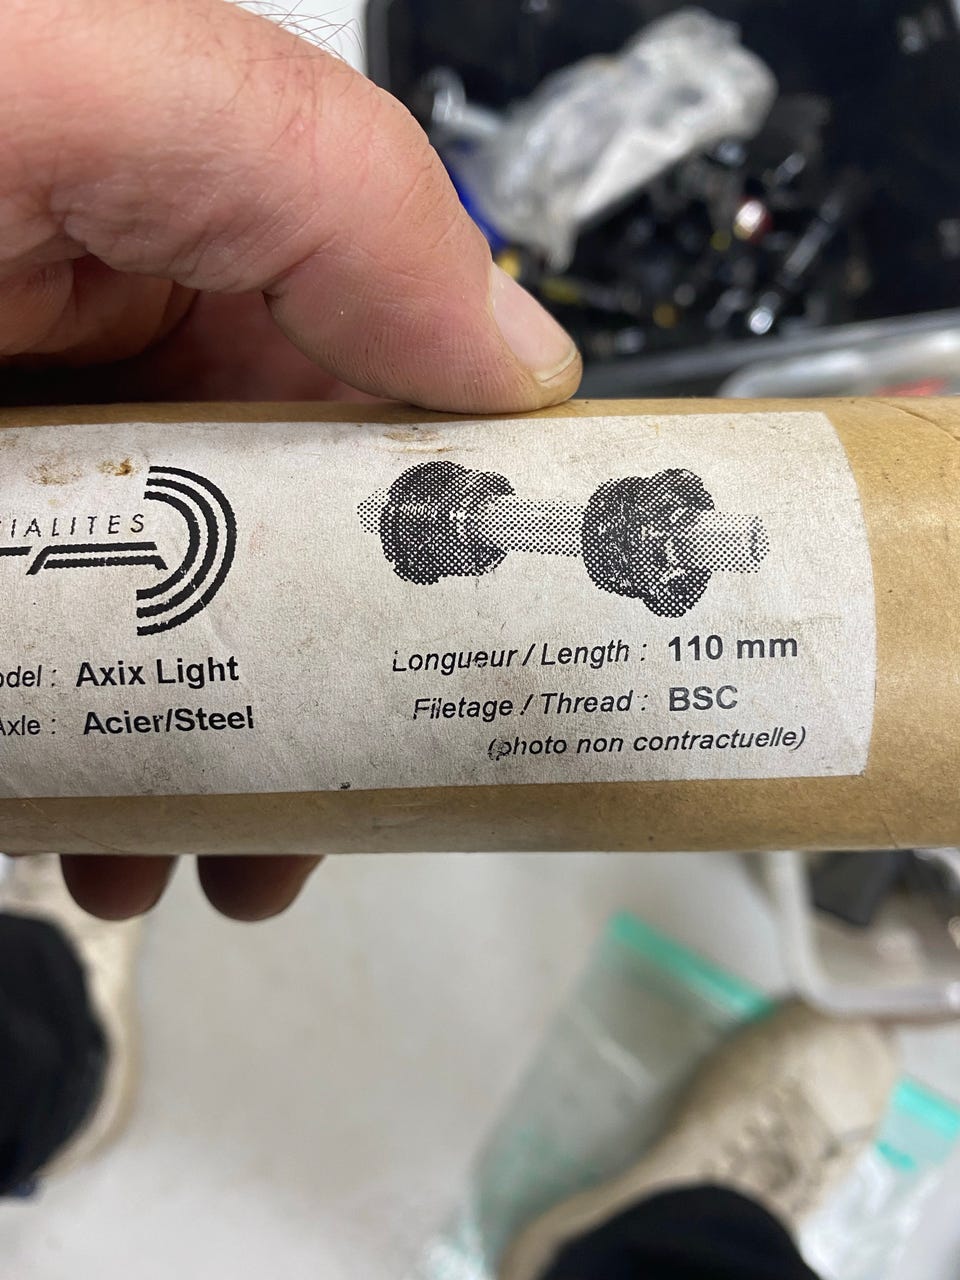 IALITES
odel : Axix Light
Axle : Acier/Steel
Longueur / Length : 110 mm
Filetage / Thread : BSC
(photo non contractuelle)